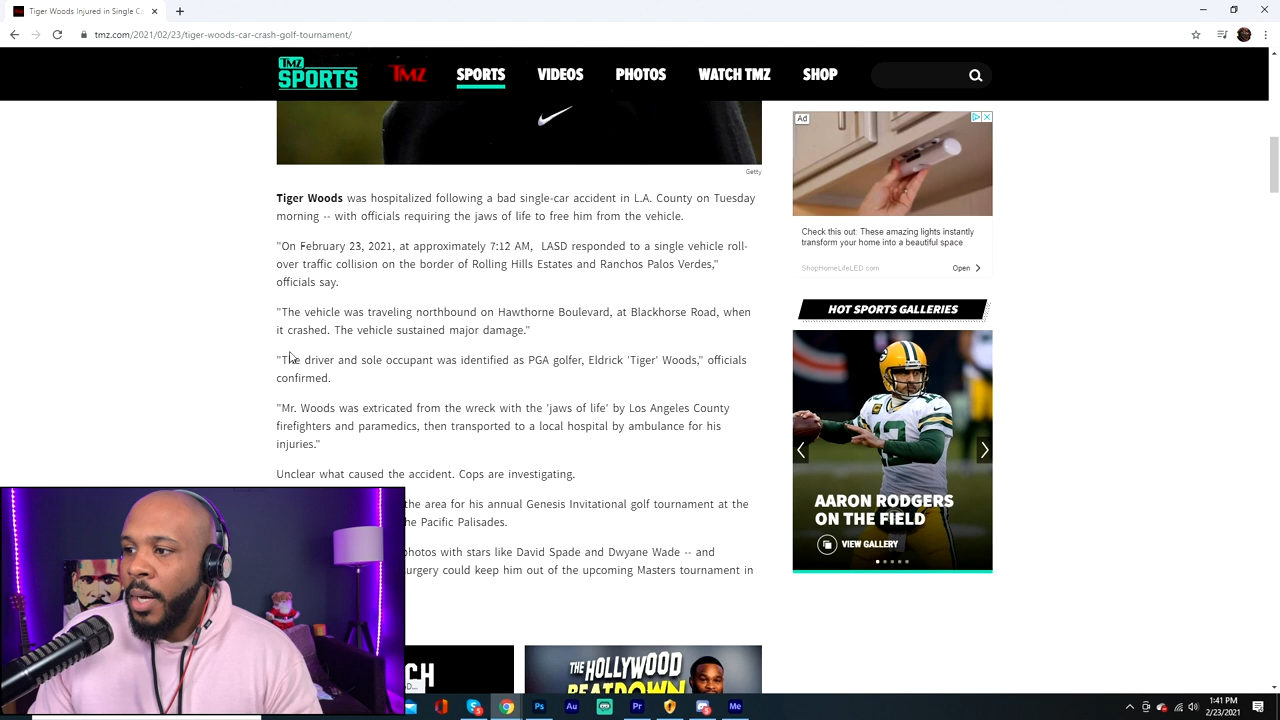 Tiger Woods Injured in Single C
tmz.com/2021/02/23/tiger-woods-car-crash-golf-tournament/
TMZ
SPORTS
TMZ
SPORTS
VIDEOS
PHOTOS
WATCH TMZ
SHOP
Getty
Tiger Woods was hospitalized following a bad single-car accident in L.A. County on Tuesday
morning -- with officials requiring the jaws of life to free him from the vehicle.
"On February 23, 2021, at approximately 7:12 AM, LASD responded to a single vehicle roll-
over traffic collision on the border of Rolling Hills Estates and Ranchos Palos Verdes,"
officials say.
"The vehicle was traveling northbound on Hawthorne Boulevard, at Blackhorse Road, when
it crashed. The vehicle sustained major damage."
"The driver and sole occupant was identified as PGA golfer, Eldrick 'Tiger' Woods," officials
confirmed.
"Mr. Woods was extricated from the wreck with the 'jaws of life' by Los Angeles County
firefighters and paramedics, then transported to a local hospital by ambulance for his
injuries."
Unclear what caused the accident. Cops are investigating.
the area for his annual Genesis Invitational golf tournament at the
he Pacific Palisades.
photos with stars like David Spade and Dwyane Wade -- and
urgery could keep him out of the upcoming Masters tournament in
Ad
Check this out: These amazing lights instantly
transform your home into a beautiful space
ShopHomeLifeLED.com
Open
HOT SPORTS GALLERIES
12
AARON RODGERS
ON THE FIELD
VIEW GALLERY
CH
D...
THE HOLLYWOOD
BEATDOWN
Ps
Au
Pr
Me
1:41 PM
2/23/2021